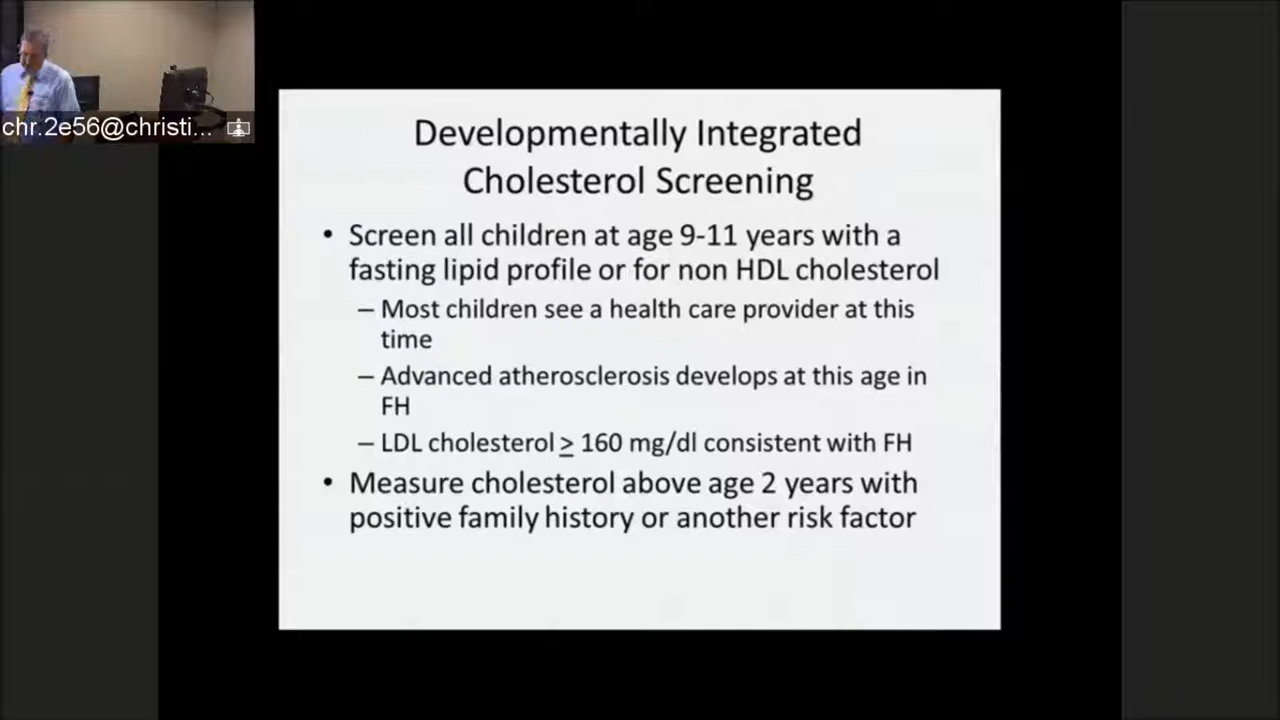 chr.2e56@christi...
Developmentally Integrated
Cholesterol Screening
• Screen all children at age 9-11 years with a
fasting lipid profile or for non HDL cholesterol
– Most children see a health care provider at this
time
– Advanced atherosclerosis develops at this age in
FH
– LDL cholesterol ≥ 160 mg/dl consistent with FH
• Measure cholesterol above age 2 years with
positive family history or another risk factor